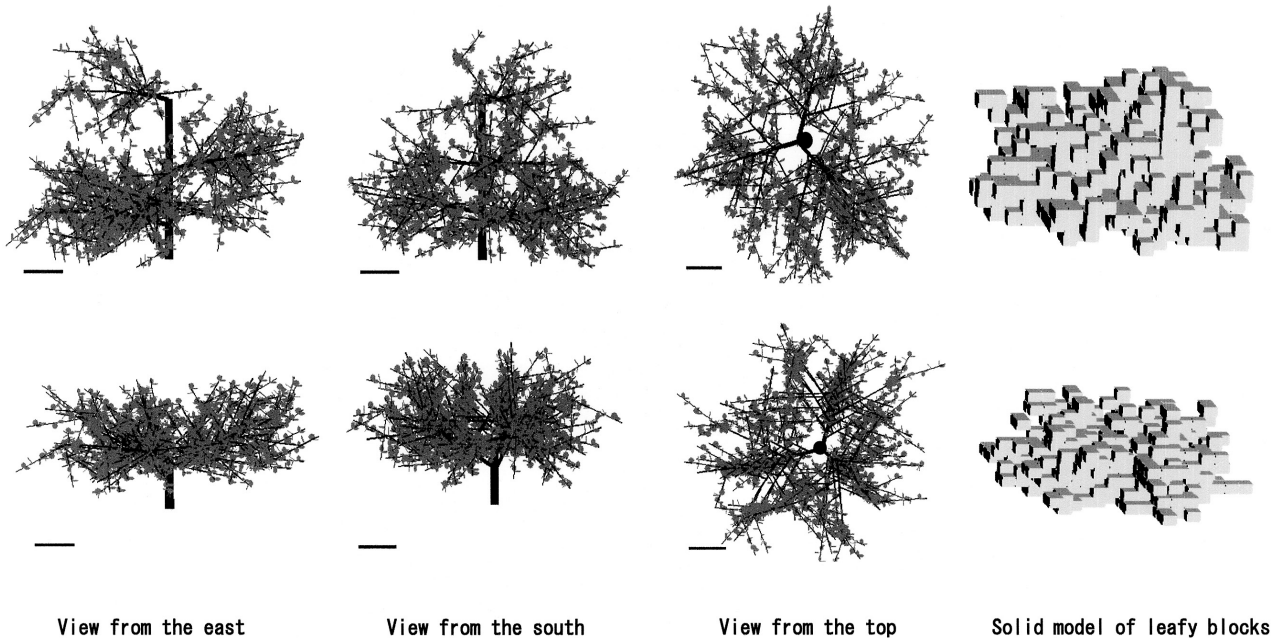 View from the east
View from the south
View from the top
Solid model of leafy blocks